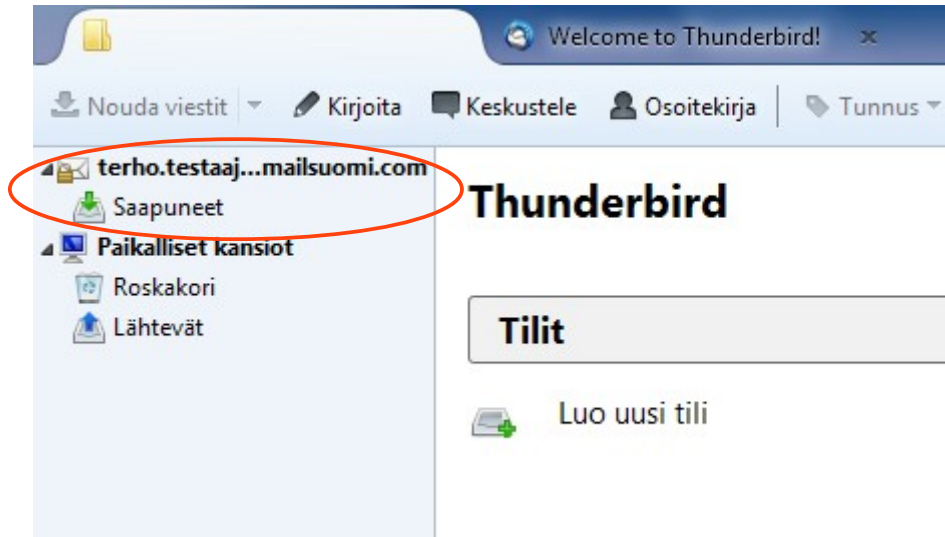 Welcome to Thunderbird!
Nouda viestit Kirjoita Keskustele Osoitekirja Tunnus
terho.testaaj...mailsuomi.com
Saapuneet
Paikalliset kansiot
Roskakori
Lähtevät
Thunderbird
Tilit
Luo uusi tili